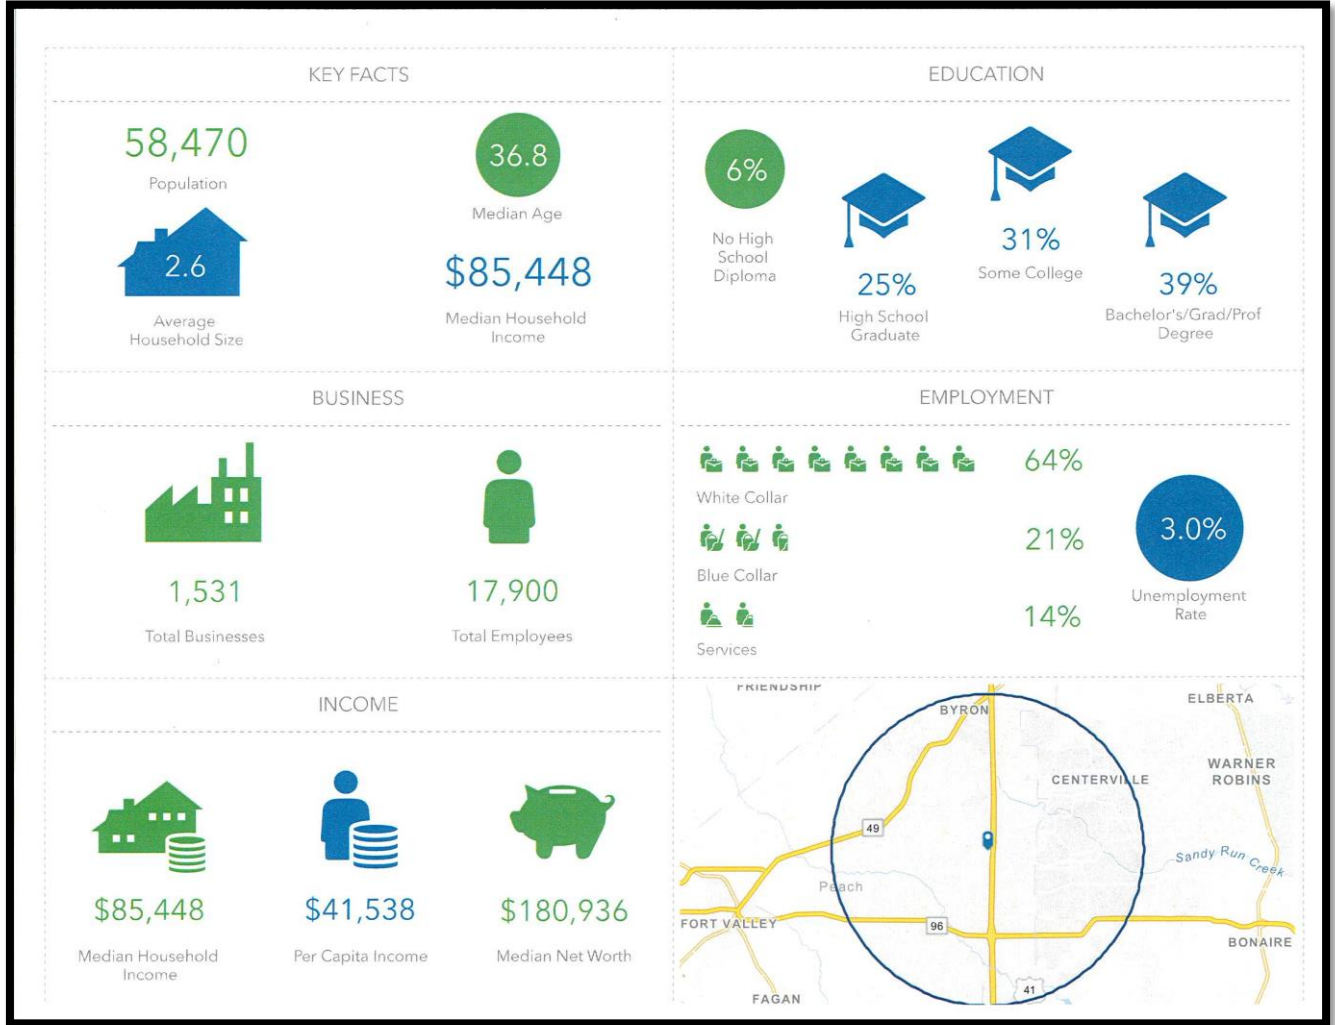 KEY FACTS
58,470
Population
36.8
Median Age
2.6
Average
Household Size
$85,448
Median Household
Income
EDUCATION
6%
No High
School
Diploma
25%
High School
Graduate
31%
Some College
39%
Bachelor's/Grad/Prof
Degree
BUSINESS
1,531
Total Businesses
17,900
Total Employees
EMPLOYMENT
64%
White Collar
21%
Blue Collar
14%
Services
3.0%
Unemployment
Rate
INCOME
$85,448
Median Household
Income
$41,538
Per Capita Income
$180,936
Median Net Worth
FRIENDSHIP
BYRON
ELBERTA
CENTERVILLE
WARNER
ROBINS
49
Sandy Run Creek
Peach
FORT VALLEY
96
BONAIRE
41
FAGAN